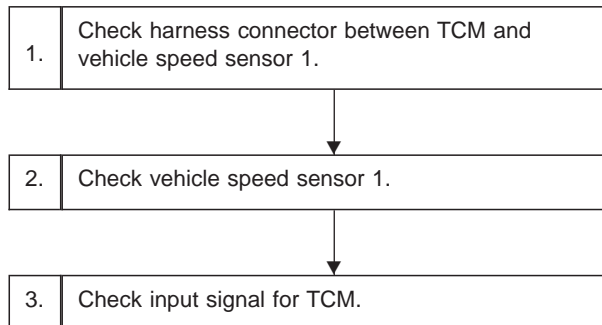 1. Check harness connector between TCM and
vehicle speed sensor 1.
2. Check vehicle speed sensor 1.
3. Check input signal for TCM.